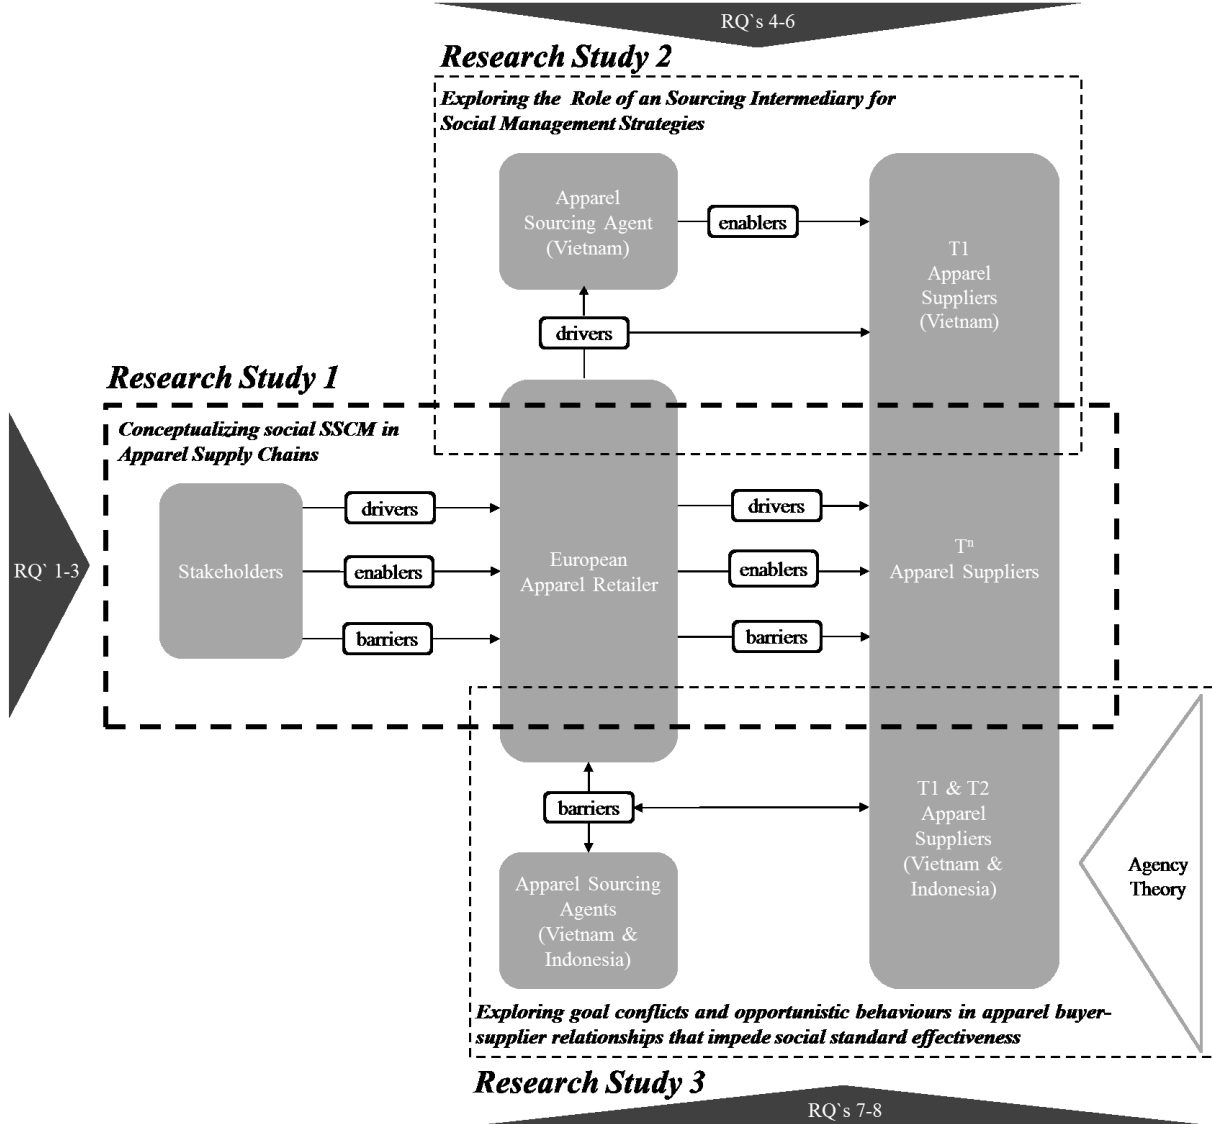 RQ`s 4-6
Research Study 2
Exploring the Role of an Sourcing Intermediary for
Social Management Strategies
Apparel
Sourcing Agent
(Vietnam)
enablers
T1
Apparel
Suppliers
(Vietnam)
drivers
Research Study 1
Conceptualizing social SSCM in
Apparel Supply Chains
RQ` 1-3
Stakeholders
drivers
enablers
barriers
European
Apparel Retailer
drivers
enablers
barriers
Tⁿ
Apparel Suppliers
barriers
T1 & T2
Apparel
Suppliers
(Vietnam &
Indonesia)
Apparel Sourcing
Agents
(Vietnam &
Indonesia)
Agency
Theory
Exploring goal conflicts and opportunistic behaviours in apparel buyer-
supplier relationships that impede social standard effectiveness
Research Study 3
RQ`s 7-8